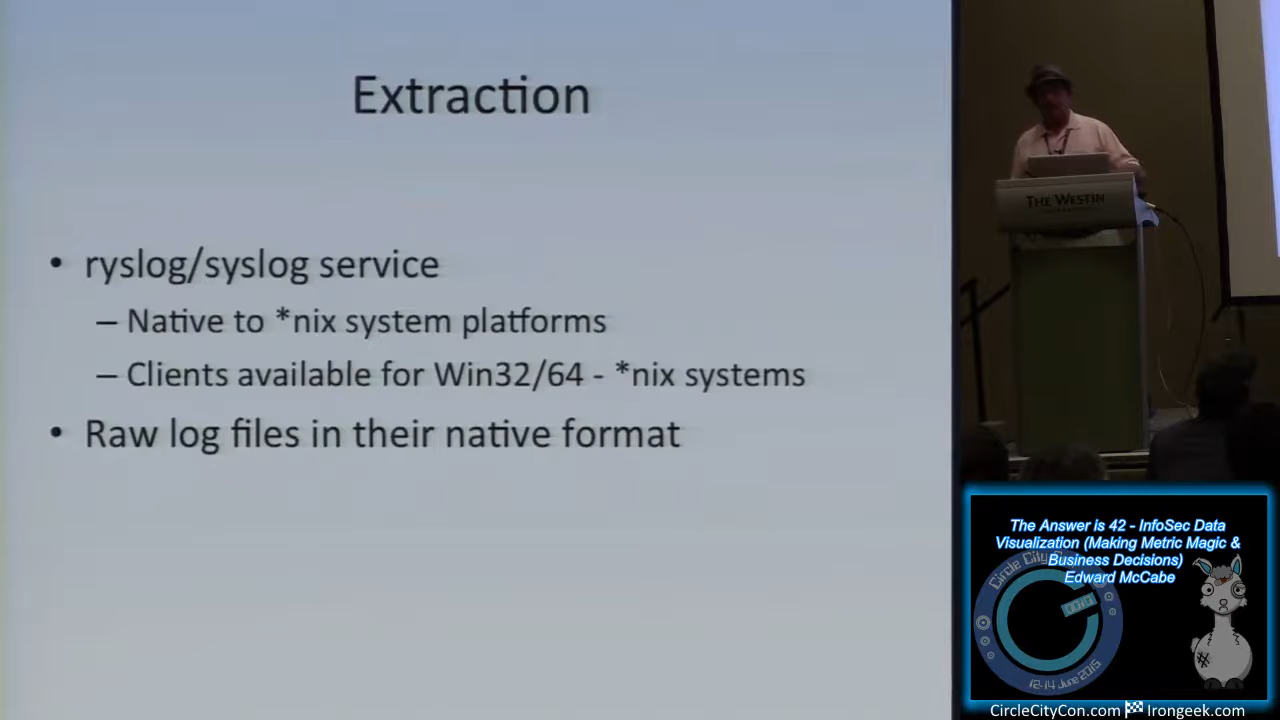 Extraction
• ryslog/syslog service
– Native to *nix system platforms
– Clients available for Win32/64 - *nix systems
• Raw log files in their native format
THE WESTIN
The Answer is 42 - InfoSec Data
Visualization (Making Metric Magic &
Business Decisions)
Edward McCabe
Circle City Con
12-14 June 2015
CircleCityCon.com Irongeek.com